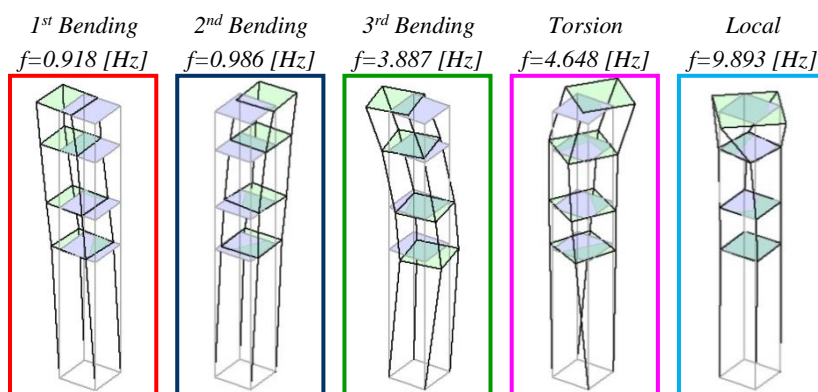 1st Bending
f=0.918 [Hz]
2nd Bending
f=0.986 [Hz]
3rd Bending
f=3.887 [Hz]
Torsion
f=4.648 [Hz]
Local
f=9.893 [Hz]